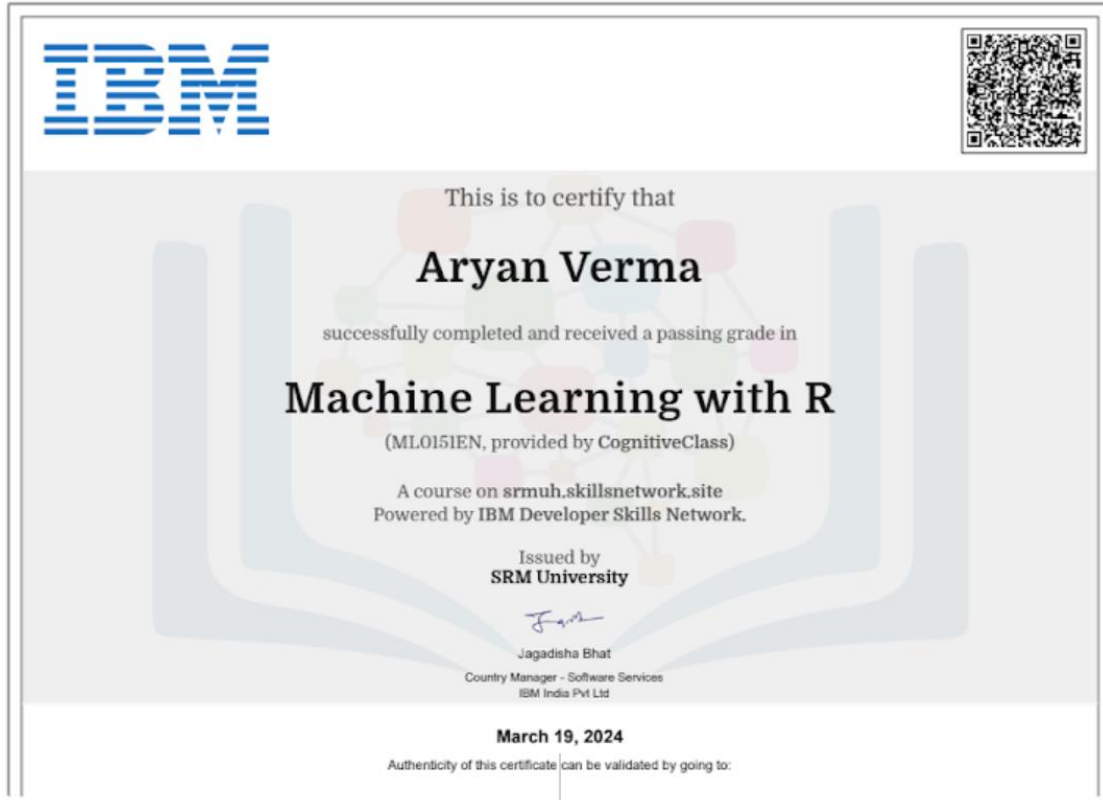 IBM
This is to certify that
Aryan Verma
successfully completed and received a passing grade in
Machine Learning with R
(ML0151EN, provided by CognitiveClass)
A course on srmuh.skillsnetwork.site
Powered by IBM Developer Skills Network.
Issued by
SRM University
Jagadisha Bhat
Country Manager - Software Services
IBM India Pvt Ltd
March 19, 2024
Authenticity of this certificate can be validated by going to: